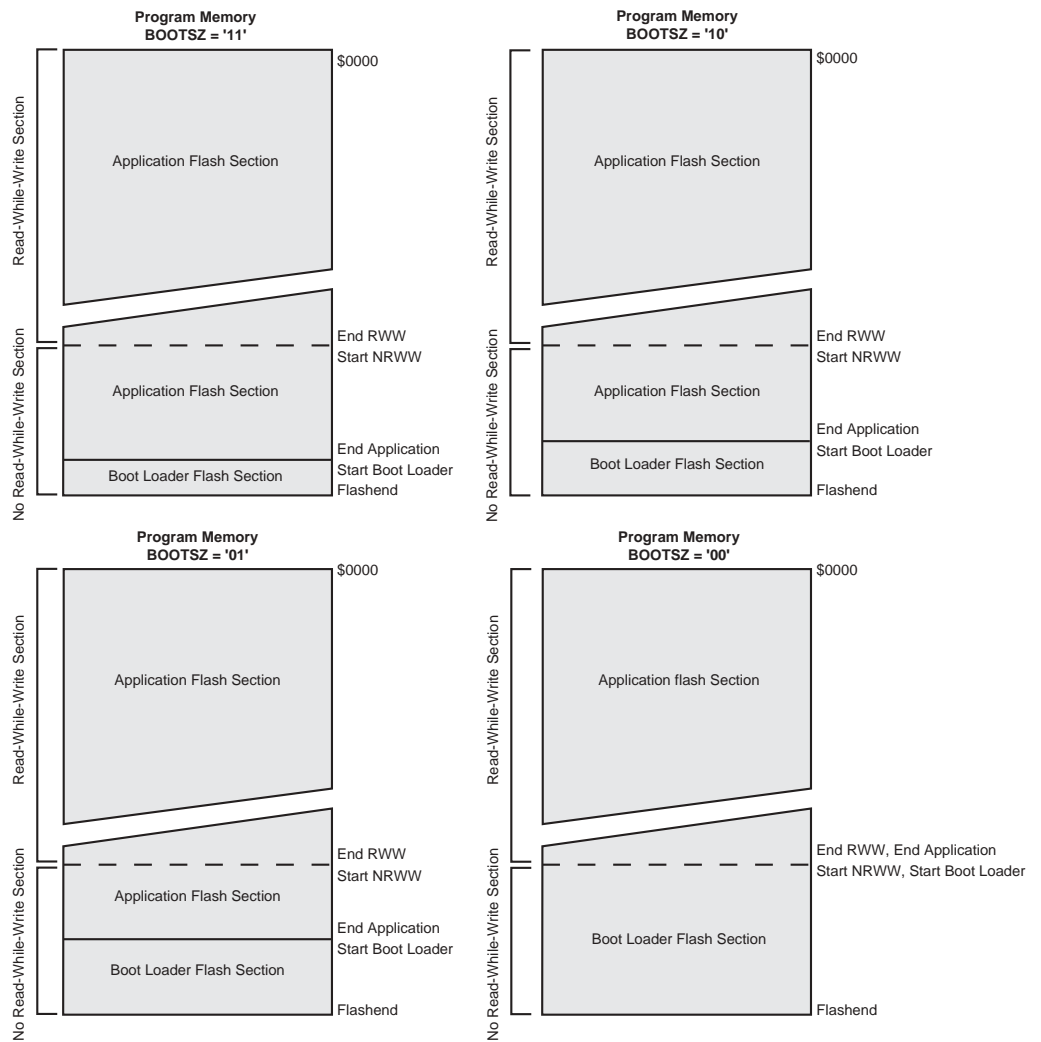 Program Memory
BOOTSZ = '11'
$0000
Read-While-Write Section
Application Flash Section
End RWW
Start NRWW
No Read-While-Write Section
Application Flash Section
End Application
Start Boot Loader
Boot Loader Flash Section
Flashend
Program Memory
BOOTSZ = '10'
$0000
Read-While-Write Section
Application Flash Section
End RWW
Start NRWW
No Read-While-Write Section
Application Flash Section
End Application
Start Boot Loader
Boot Loader Flash Section
Flashend
Program Memory
BOOTSZ = '01'
$0000
Read-While-Write Section
Application Flash Section
End RWW
Start NRWW
No Read-While-Write Section
Application Flash Section
End Application
Start Boot Loader
Boot Loader Flash Section
Flashend
Program Memory
BOOTSZ = '00'
$0000
Read-While-Write Section
Application flash Section
End RWW, End Application
Start NRWW, Start Boot Loader
No Read-While-Write Section
Boot Loader Flash Section
Flashend